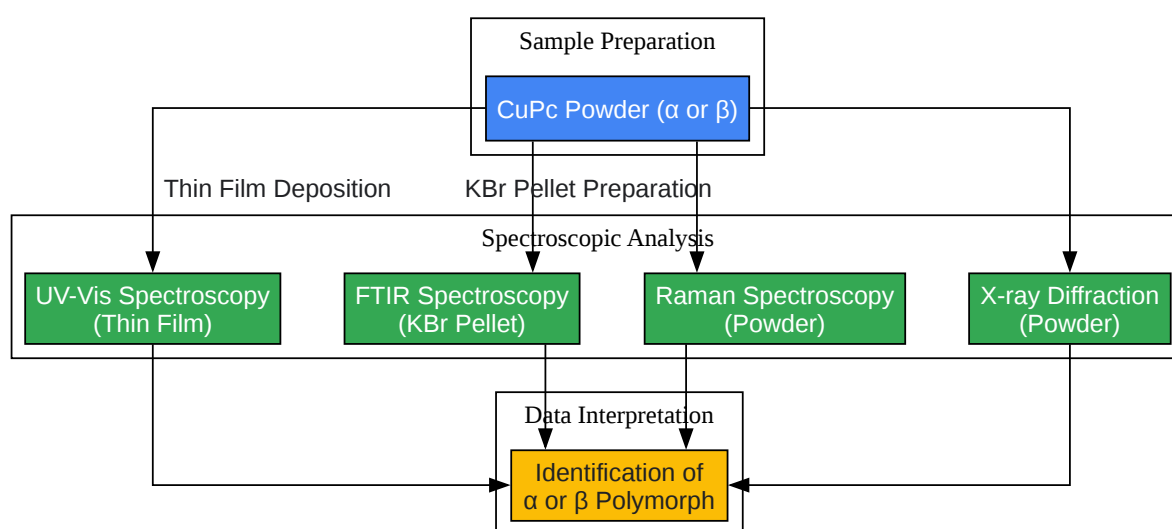 Sample Preparation
CuPc Powder (α or β)
Thin Film Deposition
KBr Pellet Preparation
Spectroscopic Analysis
UV-Vis Spectroscopy
(Thin Film)
FTIR Spectroscopy
(KBr Pellet)
Raman Spectroscopy
(Powder)
X-ray Diffraction
(Powder)
Data Interpretation
Identification of
α or β Polymorph